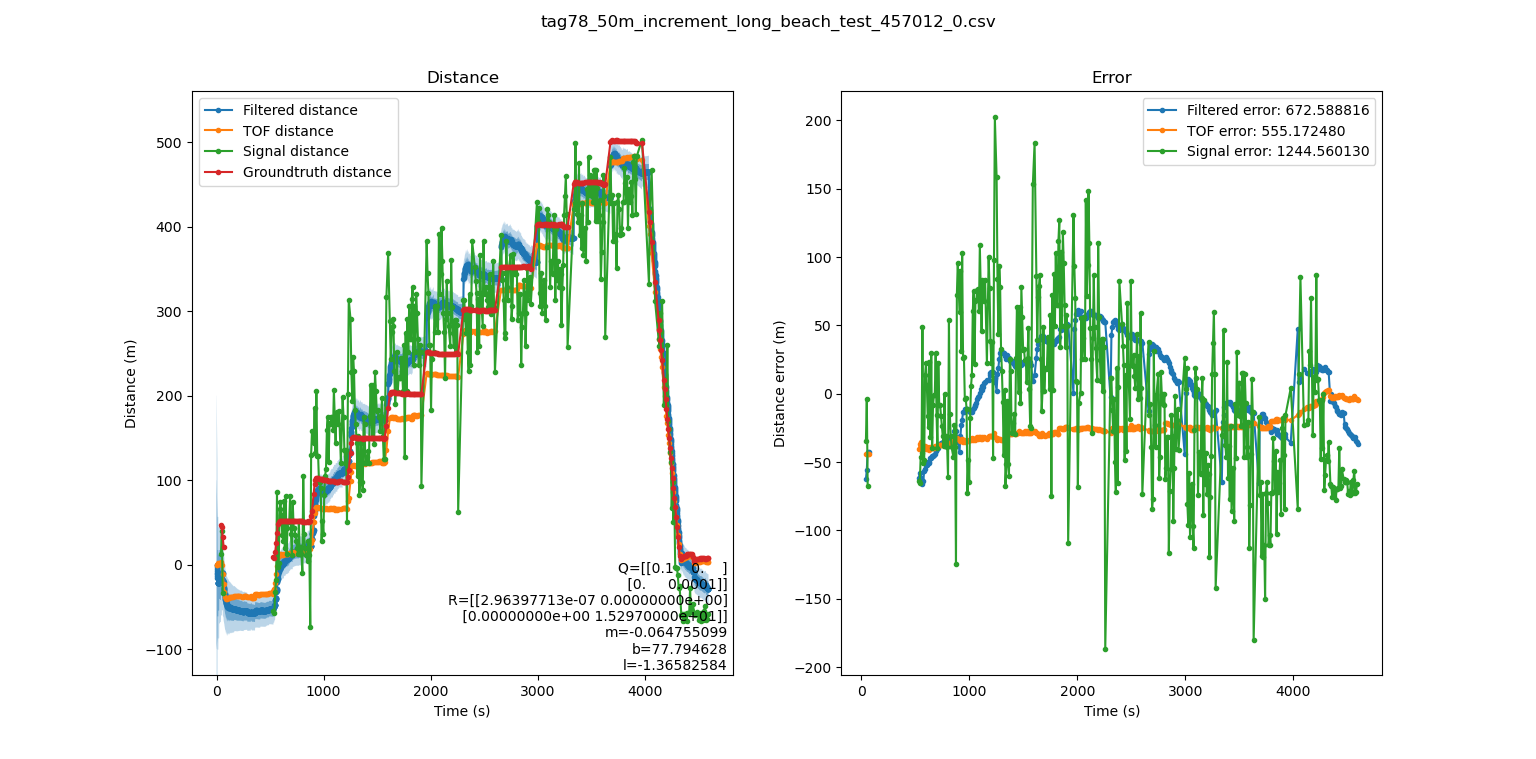 tag78_50m_increment_long_beach_test_457012_0.csv
Distance
Filtered distance
TOF distance
Signal distance
Groundtruth distance
Distance (m)
500
400
300
200
100
0
−100
0
1000
2000
3000
4000
Time (s)
Q=[[0.1 0. ]
[0. 0.0001]]
R=[[2.96397713e-07 0.00000000e+00]
[0.00000000e+00 1.52970000e+01]]
m=-0.064755099
b=77.794628
l=-1.36582584
Error
Filtered error: 672.588816
TOF error: 555.172480
Signal error: 1244.560130
Distance error (m)
200
150
100
50
0
−50
−100
−150
−200
0
1000
2000
3000
4000
Time (s)